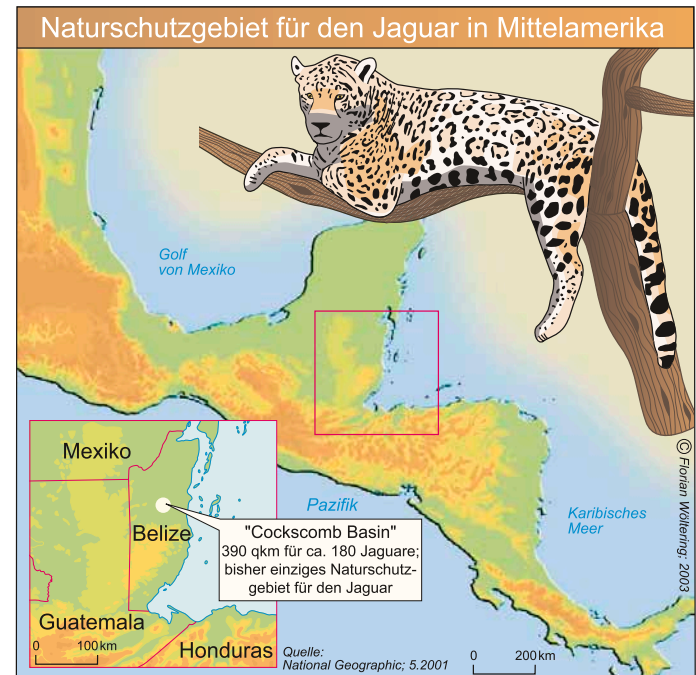 Naturschutzgebiet für den Jaguar in Mittelamerika
Golf
von Mexiko
Mexiko
Pazifik
Karibisches
Meer
Belize
"Cockscomb Basin"
390 qkm für ca. 180 Jaguare;
bisher einziges Naturschutz-
gebiet für den Jaguar
Guatemala
0 100 km
Honduras
Quelle:
National Geographic; 5.2001
0 200 km
© Florian Wöltering; 2003